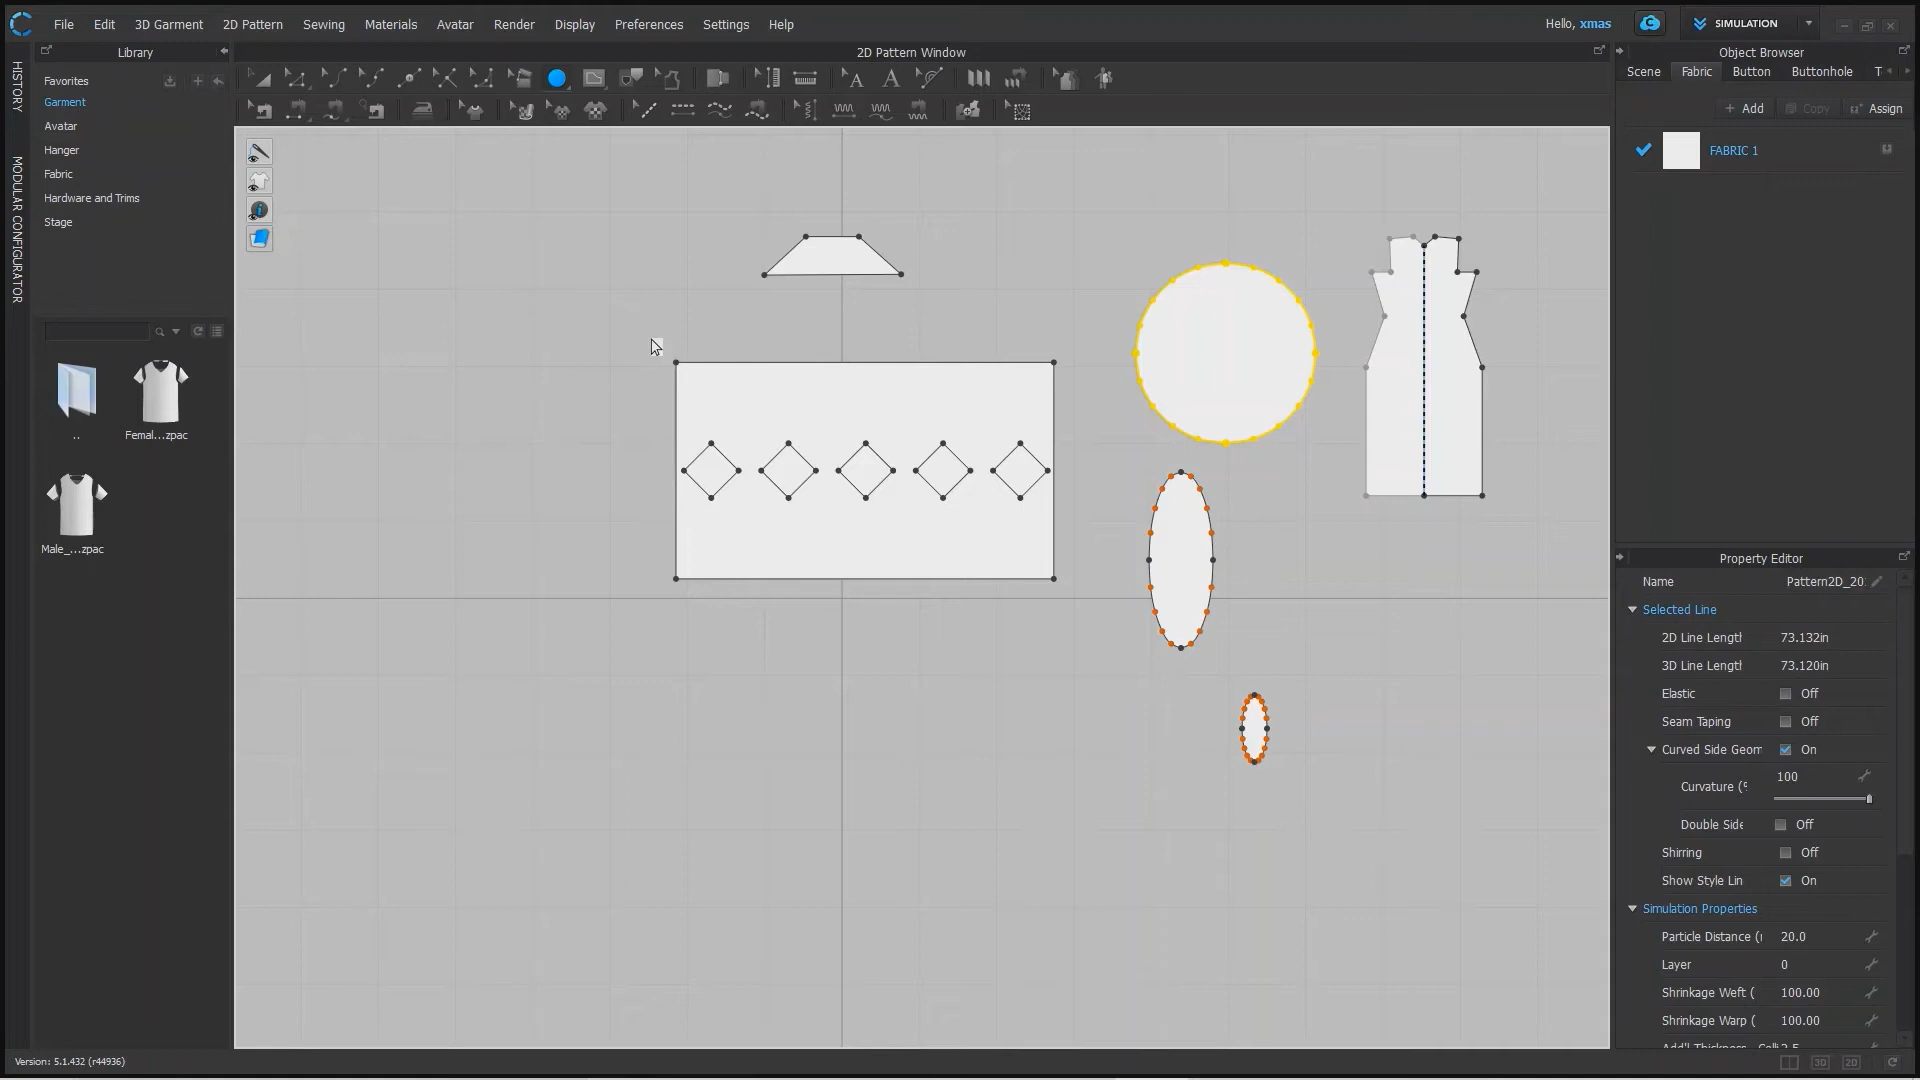 File Edit 3D Garment 2D Pattern Sewing Materials Avatar Render Display Preferences Settings Help
Hello, xmas
SIMULATION
HISTORY
MODULAR CONFIGURATOR
Library
Favorites
Garment
Avatar
Hanger
Fabric
Hardware and Trims
Stage
..
Femal...zpac
Male_...zpac
2D Pattern Window
A A
Object Browser
Scene Fabric Button Buttonhole T
+ Add Copy Assign
FABRIC 1
Property Editor
Name Pattern2D_20
Selected Line
2D Line Length 73.132in
3D Line Length 73.120in
Elastic Off
Seam Taping Off
Curved Side Geom On
Curvature (% 100
Double Side Off
Shirring Off
Show Style Lin On
Simulation Properties
Particle Distance (r 20.0
Layer 0
Shrinkage Weft ( 100.00
Shrinkage Warp ( 100.00
Version: 5.1.432 (r44936)
3D 2D